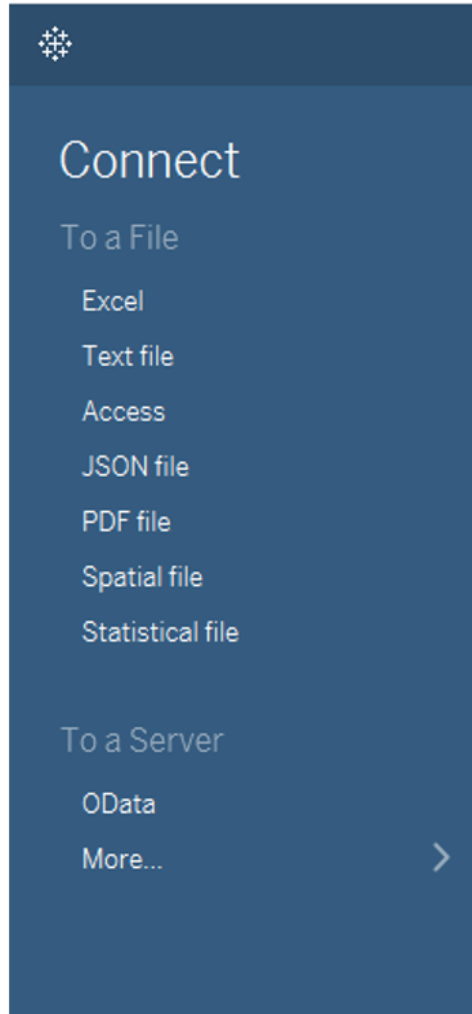 Connect
To a File
Excel
Text file
Access
JSON file
PDF file
Spatial file
Statistical file
To a Server
OData
More...